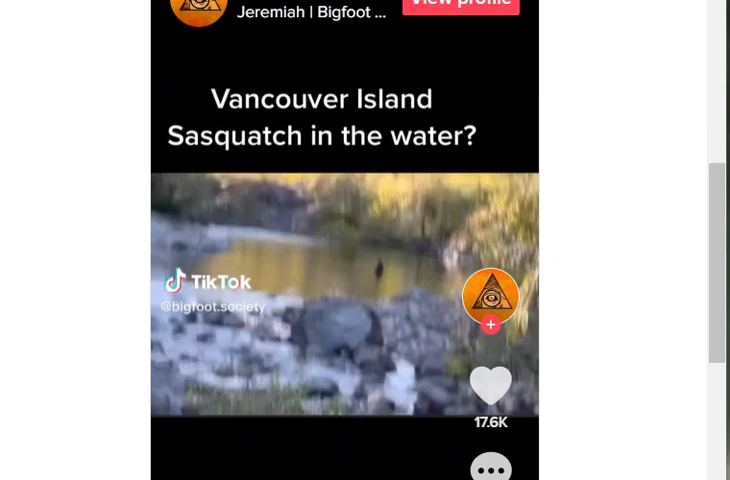 Jeremiah | Bigfoot ...
View profile
Vancouver Island
Sasquatch in the water?
TikTok
@bigfoot.society
17.6K